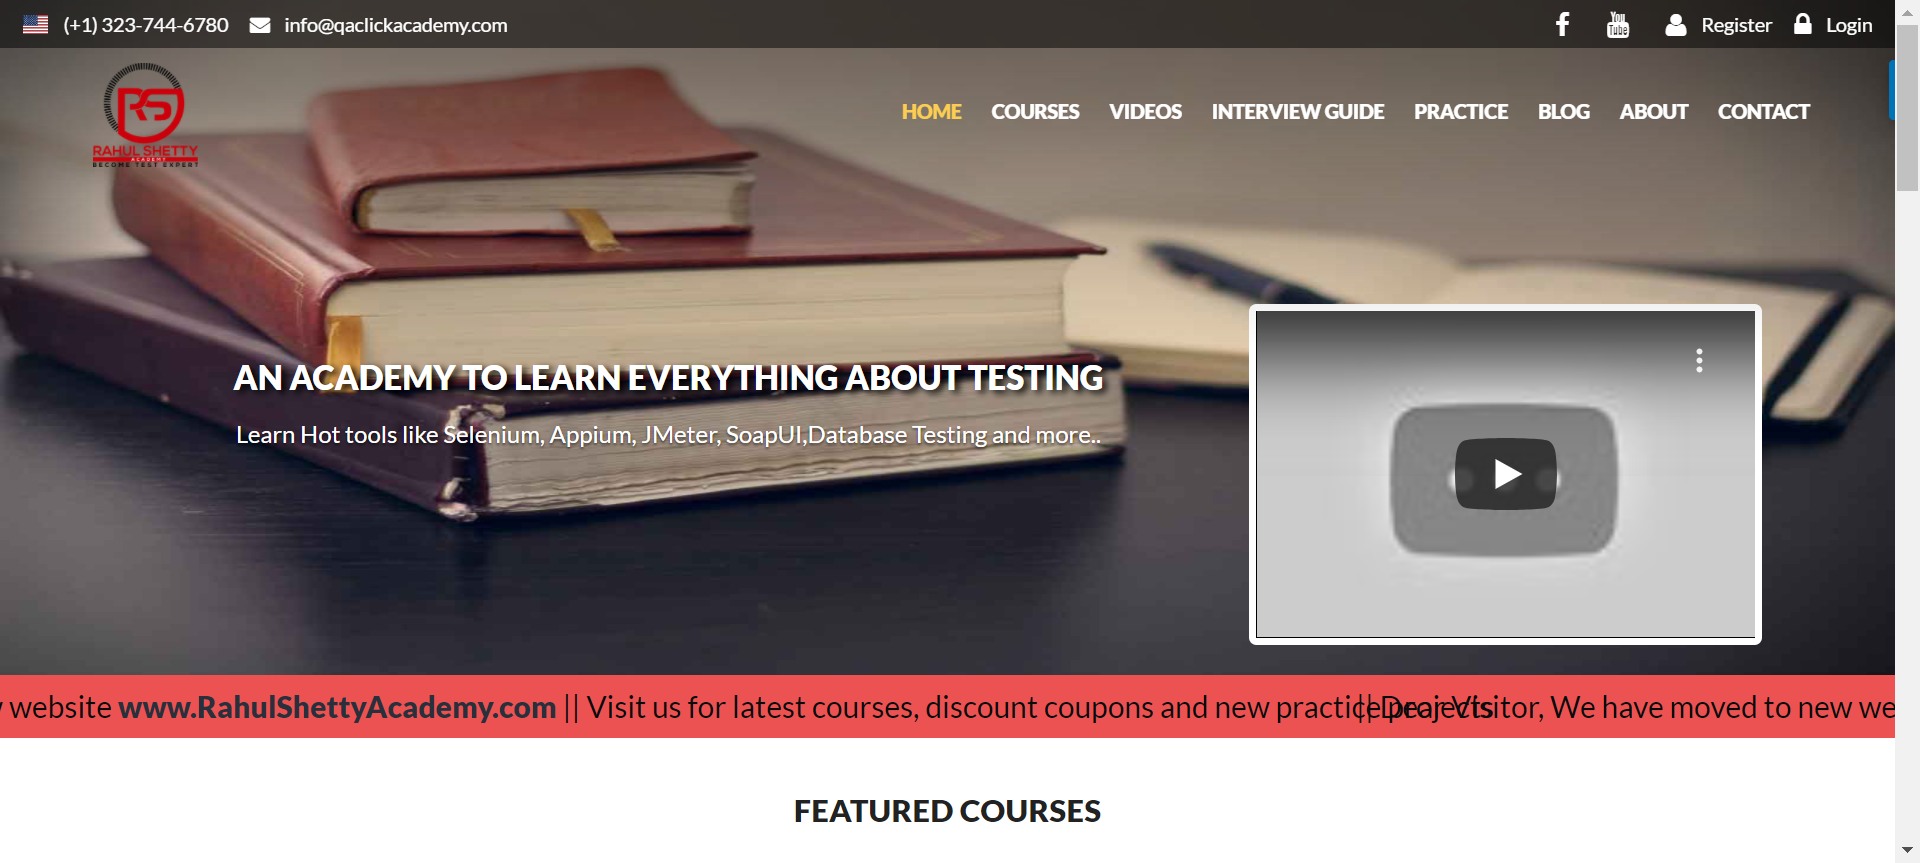 (+1) 323-744-6780 info@qaclickacademy.com Register Login
RAHUL SHETTY
ACADEMY
BECOME TEST EXPERT
HOME COURSES VIDEOS INTERVIEW GUIDE PRACTICE BLOG ABOUT CONTACT
AN ACADEMY TO LEARN EVERYTHING ABOUT TESTING
Learn Hot tools like Selenium, Appium, JMeter, SoapUI,Database Testing and more..
website www.RahulShettyAcademy.com || Visit us for latest courses, discount coupons and new practice projects || Dear Visitor, We have moved to new we
FEATURED COURSES